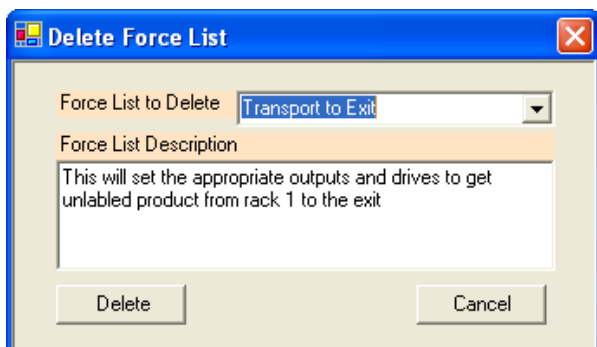 Delete Force List
Force List to Delete Transport to Exit
Force List Description
This will set the appropriate outputs and drives to get
unlabled product from rack 1 to the exit
Delete Cancel